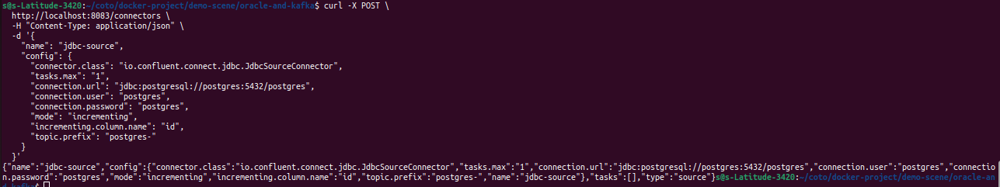 s@s-Latitude-3420:~/coto/docker-project/demo-scene/oracle-and-kafka$ curl -X POST \
  http://localhost:8083/connectors \
  -H "Content-Type: application/json" \
  -d '{
    "name": "jdbc-source",
    "config": {
      "connector.class": "io.confluent.connect.jdbc.JdbcSourceConnector",
      "tasks.max": "1",
      "connection.url": "jdbc:postgresql://postgres:5432/postgres",
      "connection.user": "postgres",
      "connection.password": "postgres",
      "mode": "incrementing",
      "incrementing.column.name": "id",
      "topic.prefix": "postgres-"
    }
  }'
{"name":"jdbc-source","config":{"connector.class":"io.confluent.connect.jdbc.JdbcSourceConnector","tasks.max":"1","connection.url":"jdbc:postgresql://postgres:5432/postgres","connection.user":"postgres","connectio
n.password":"postgres","mode":"incrementing","incrementing.column.name":"id","topic.prefix":"postgres-","name":"jdbc-source"},"tasks":[],"type":"source"}s@s-Latitude-3420:~/coto/docker-project/demo-scene/oracle-an
d-kafka$